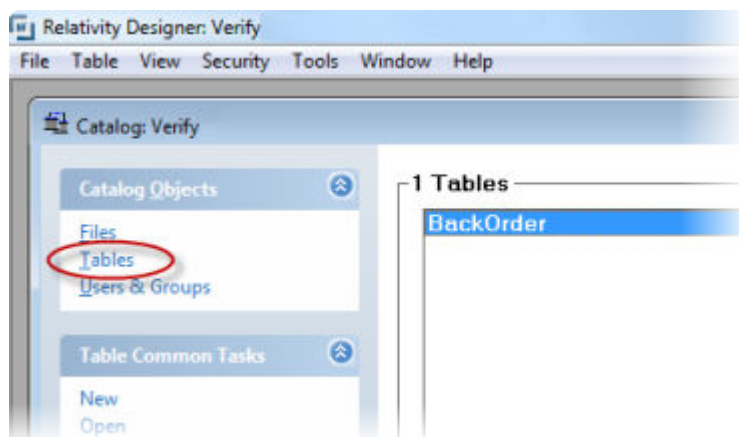 Relativity Designer: Verify
File Table View Security Tools Window Help
Catalog: Verify
Catalog Objects
Files
Tables
Users & Groups
Table Common Tasks
New
Open
1 Tables
BackOrder